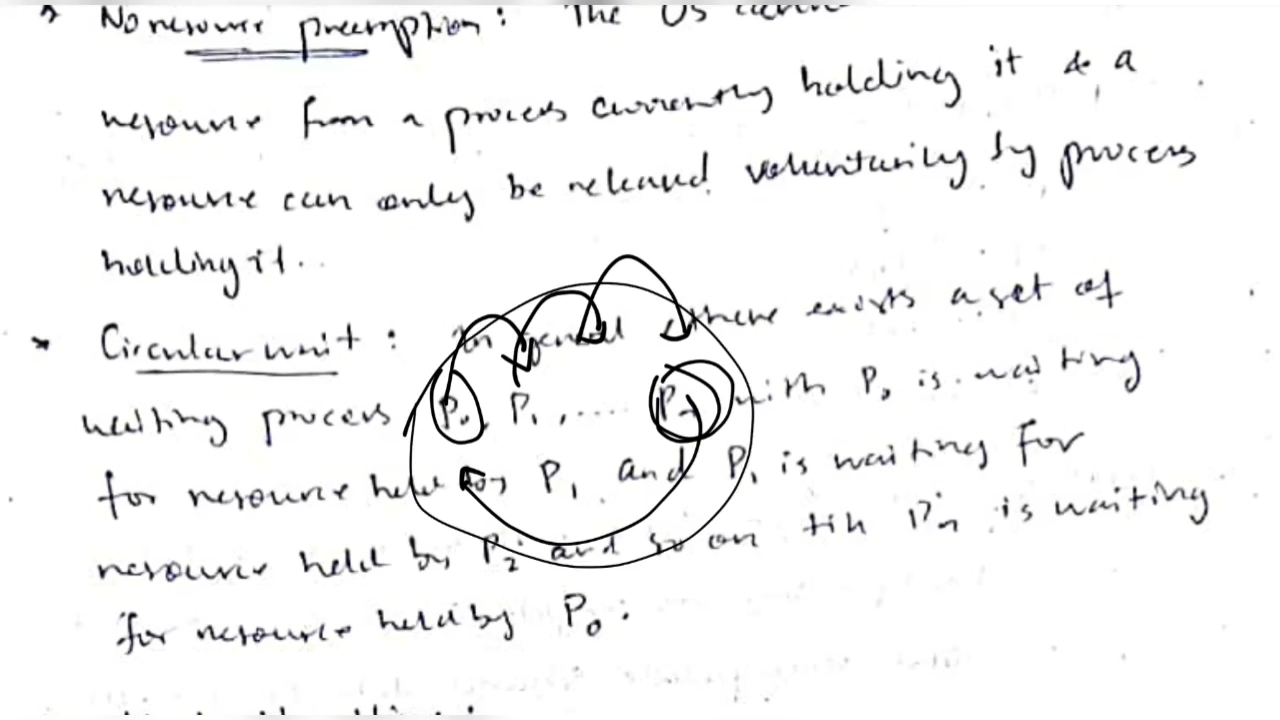 No resource preemption : The OS
resource from a process currently holding it & a
resource can only be released voluntarily by process
holding it.
* Circular wait : In general there exists a set of
waiting process P0, P1, .... Pn with P0 is waiting
for resource held by P1 and P1 is waiting for
resource held by P2 and so on till Pn is waiting
for resource held by P0.